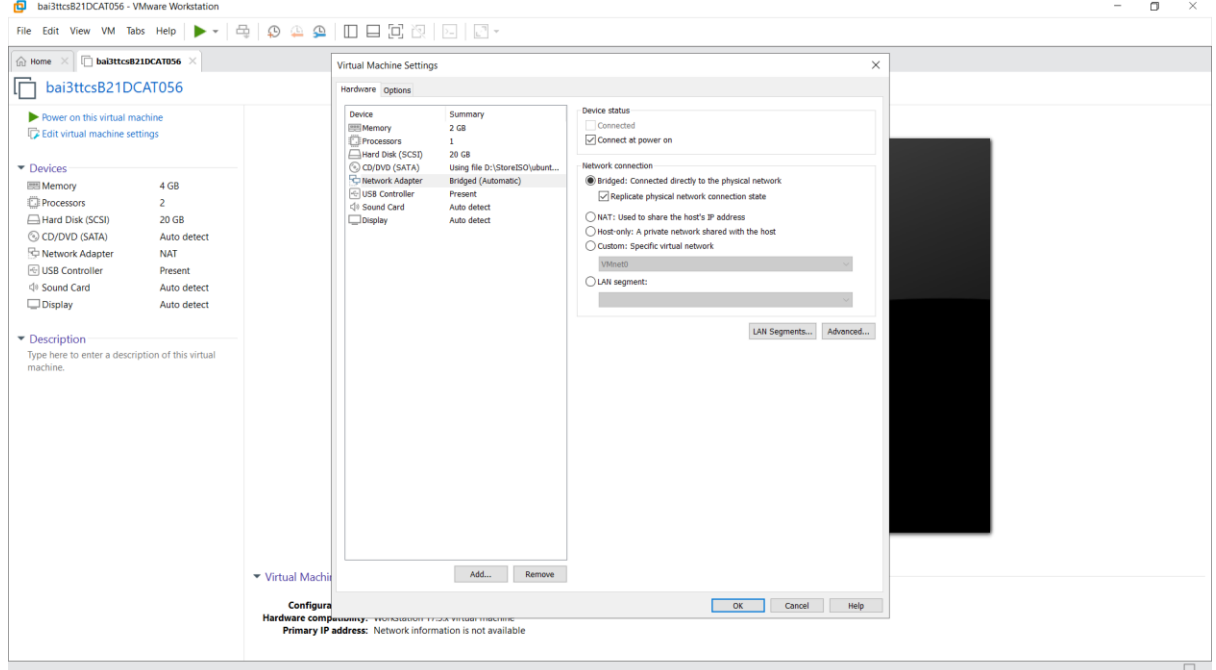 bai3ttcsB21DCAT056 - VMware Workstation
File Edit View VM Tabs Help
Home bai3ttcsB21DCAT056
bai3ttcsB21DCAT056
Power on this virtual machine
Edit virtual machine settings
Devices
Memory 4 GB
Processors 2
Hard Disk (SCSI) 20 GB
CD/DVD (SATA) Auto detect
Network Adapter NAT
USB Controller Present
Sound Card Auto detect
Display Auto detect
Description
Type here to enter a description of this virtual
machine.
Virtual Machine Settings
Hardware Options
Device Summary
Memory 2 GB
Processors 1
Hard Disk (SCSI) 20 GB
CD/DVD (SATA) Using file D:\StoreISO\ubunt...
Network Adapter Bridged (Automatic)
USB Controller Present
Sound Card Auto detect
Display Auto detect
Add... Remove
Device status
Connected
Connect at power on
Network connection
Bridged: Connected directly to the physical network
Replicate physical network connection state
NAT: Used to share the host's IP address
Host-only: A private network shared with the host
Custom: Specific virtual network
VMnet0
LAN segment:
LAN Segments... Advanced...
OK Cancel Help
Virtual Machi
Configura
Hardware compatibility: Workstation 17.5.x virtual machine
Primary IP address: Network information is not available